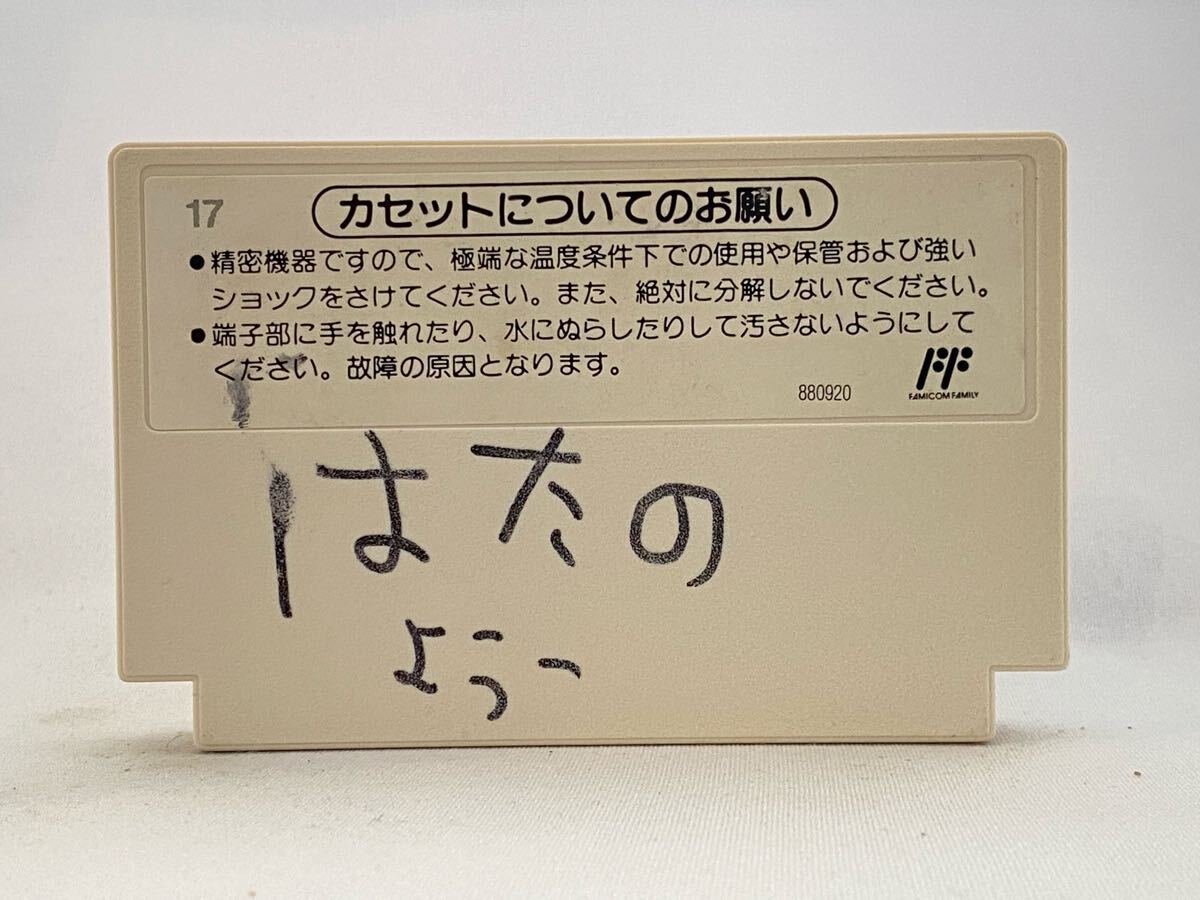 17
カセットについてのお願い
●精密機器ですので、極端な温度条件下での使用や保管および強い
ショックをさけてください。また、絶対に分解しないでください。
●端子部に手を触れたり、水にぬらしたりして汚さないようにして
ください。故障の原因となります。
880920
FAMICOM FAMILY
はたの